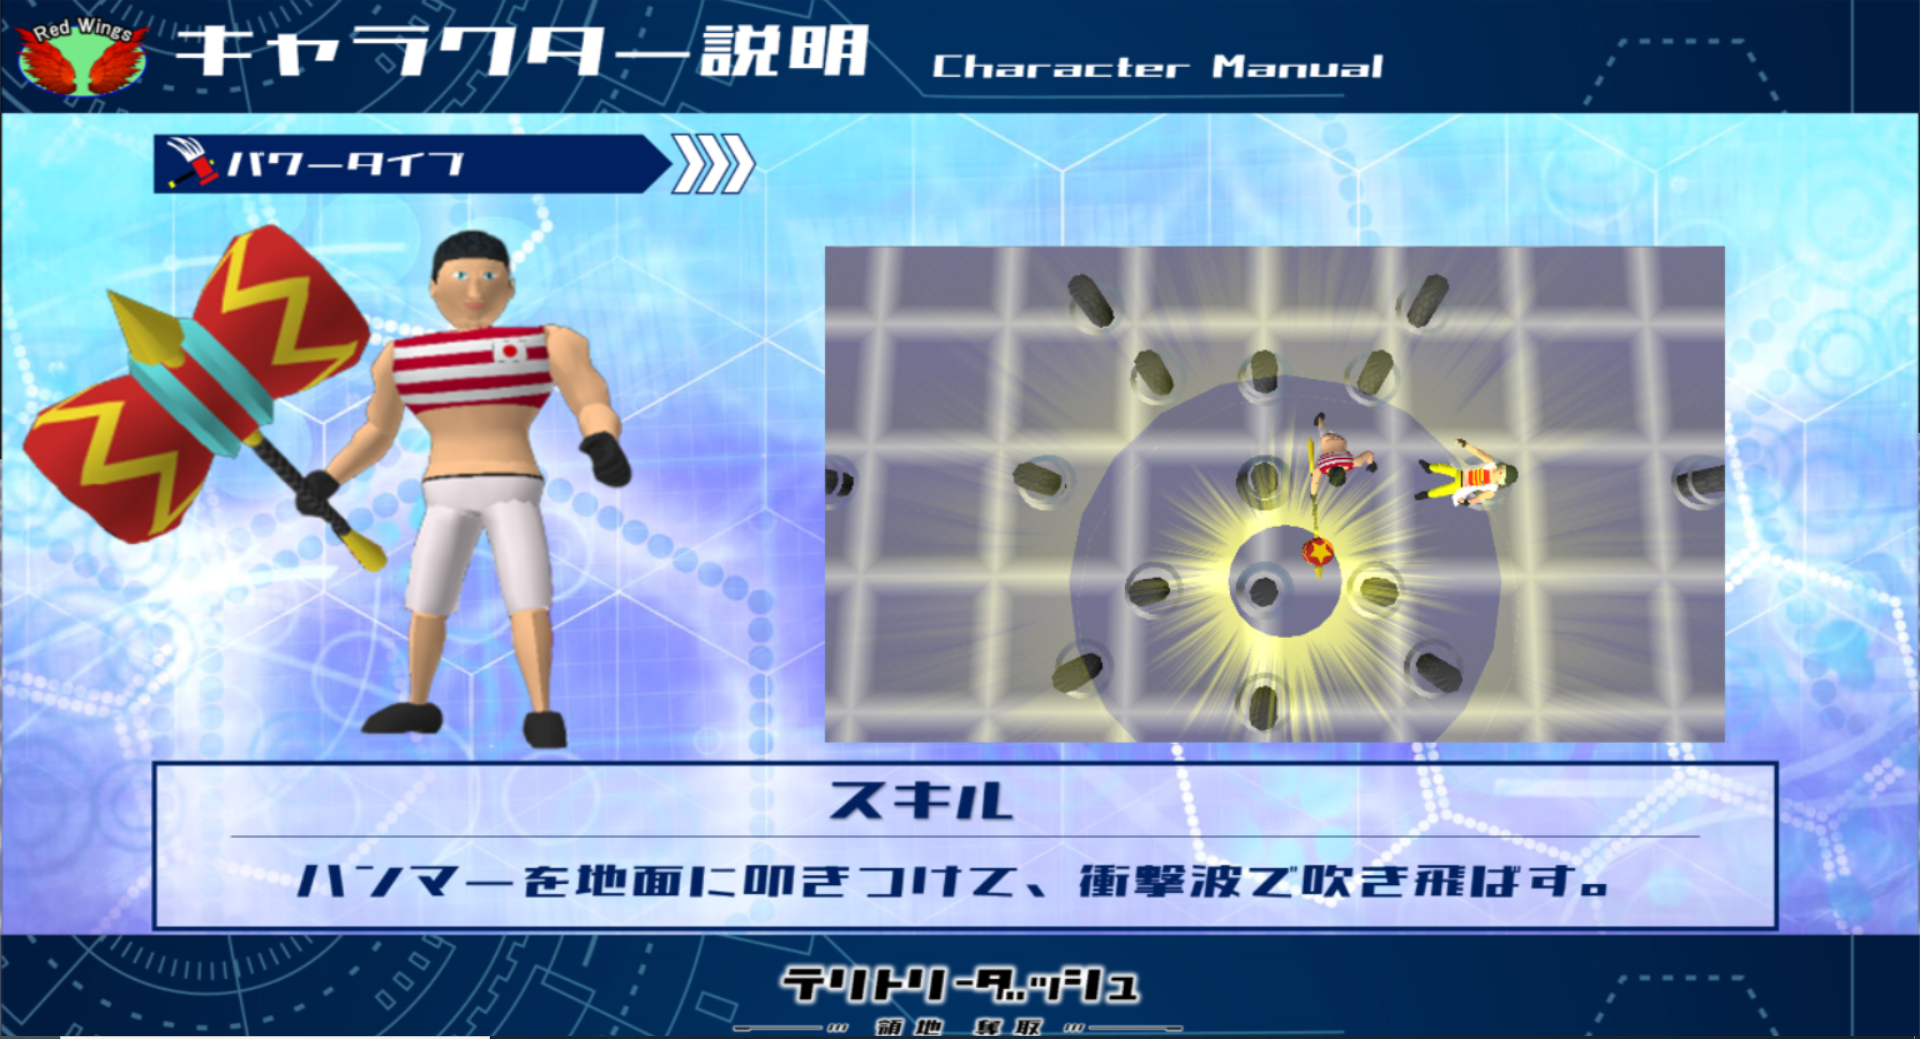 Red Wings
キャラクター説明 Character Manual
パワータイプ
スキル
ハンマーを地面に叩きつけて、衝撃波で吹き飛ばす。
テリトリーダッシュ
領地 奪取